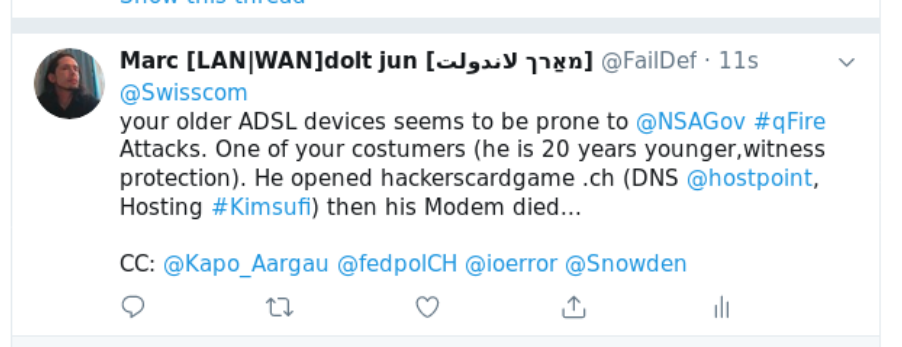 Show this thread
Marc [LAN|WAN]dolt jun [מאַרך لاندولت] @FailDef · 11s
@Swisscom
your older ADSL devices seems to be prone to @NSAGov #qFire
Attacks. One of your costumers (he is 20 years younger,witness
protection). He opened hackerscardgame .ch (DNS @hostpoint,
Hosting #Kimsufi) then his Modem died...
CC: @Kapo_Aargau @fedpolCH @ioerror @Snowden